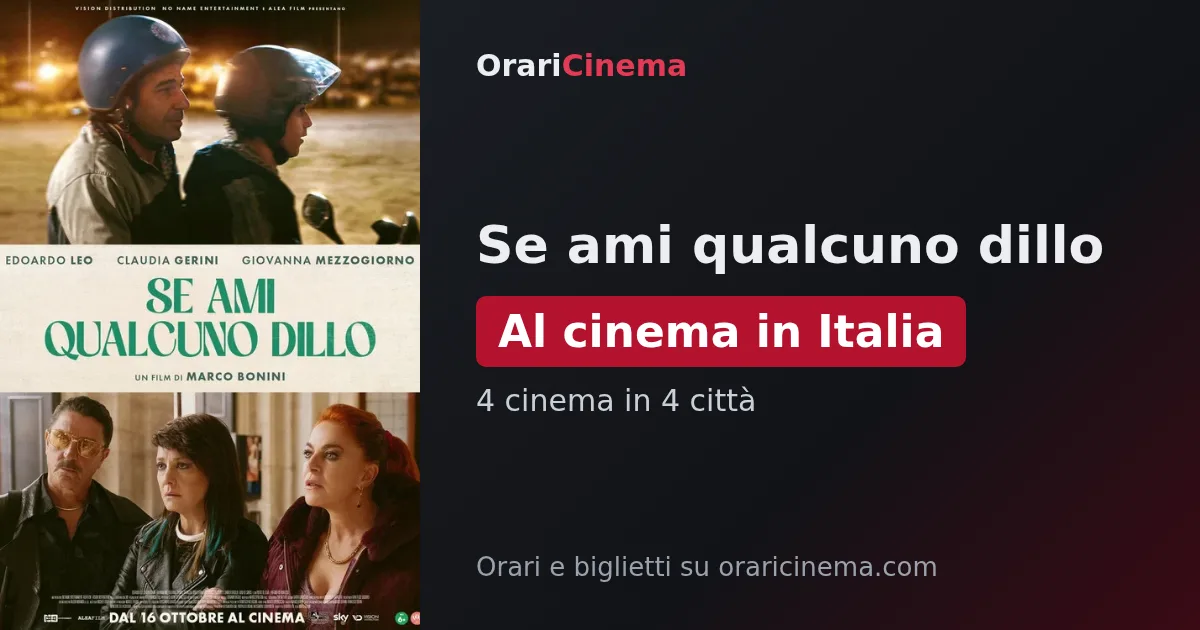 VISION DISTRIBUTION NO NAME ENTERTAINMENT E ALEA FILM PRESENTANO
EDOARDO LEO CLAUDIA GERINI GIOVANNA MEZZOGIORNO
SE AMI
QUALCUNO DILLO
UN FILM DI MARCO BONINI
DAL 16 OTTOBRE AL CINEMA
sky
6+
OrariCinema
Se ami qualcuno dillo
Al cinema in Italia
4 cinema in 4 città
Orari e biglietti su oraricinema.com